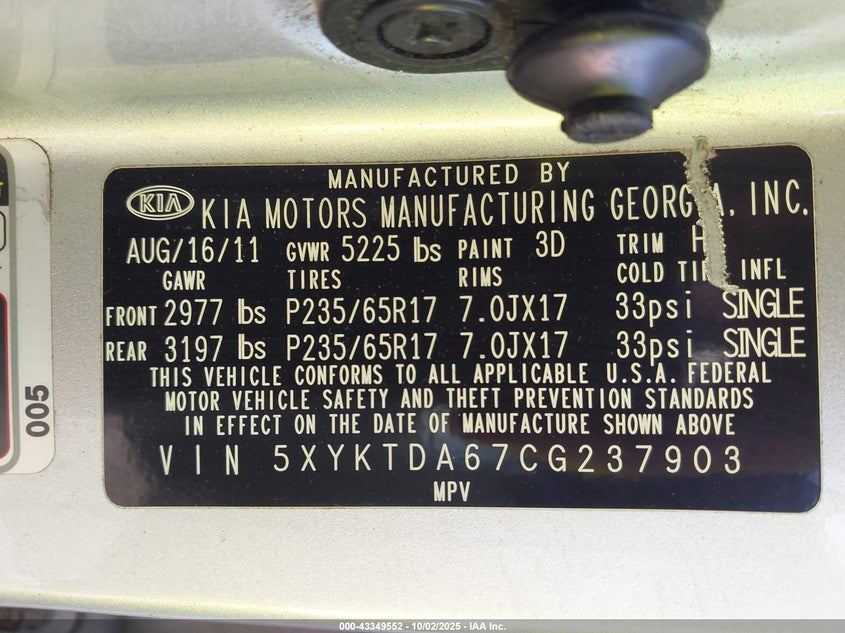 MANUFACTURED BY
KIA KIA MOTORS MANUFACTURING GEORGIA, INC.
AUG/16/11 GVWR 5225 lbs PAINT 3D TRIM
GAWR TIRES RIMS COLD TIRE INFL
FRONT 2977 lbs P235/65R17 7.0JX17 33psi SINGLE
REAR 3197 lbs P235/65R17 7.0JX17 33psi SINGLE
THIS VEHICLE CONFORMS TO ALL APPLICABLE U.S.A. FEDERAL
MOTOR VEHICLE SAFETY AND THEFT PREVENTION STANDARDS
IN EFFECT ON THE DATE OF MANUFACTURE SHOWN ABOVE
VIN 5XYKTDA67CG237903
MPV
005
000-43349552 - 10/02/2025 - IAA Inc.